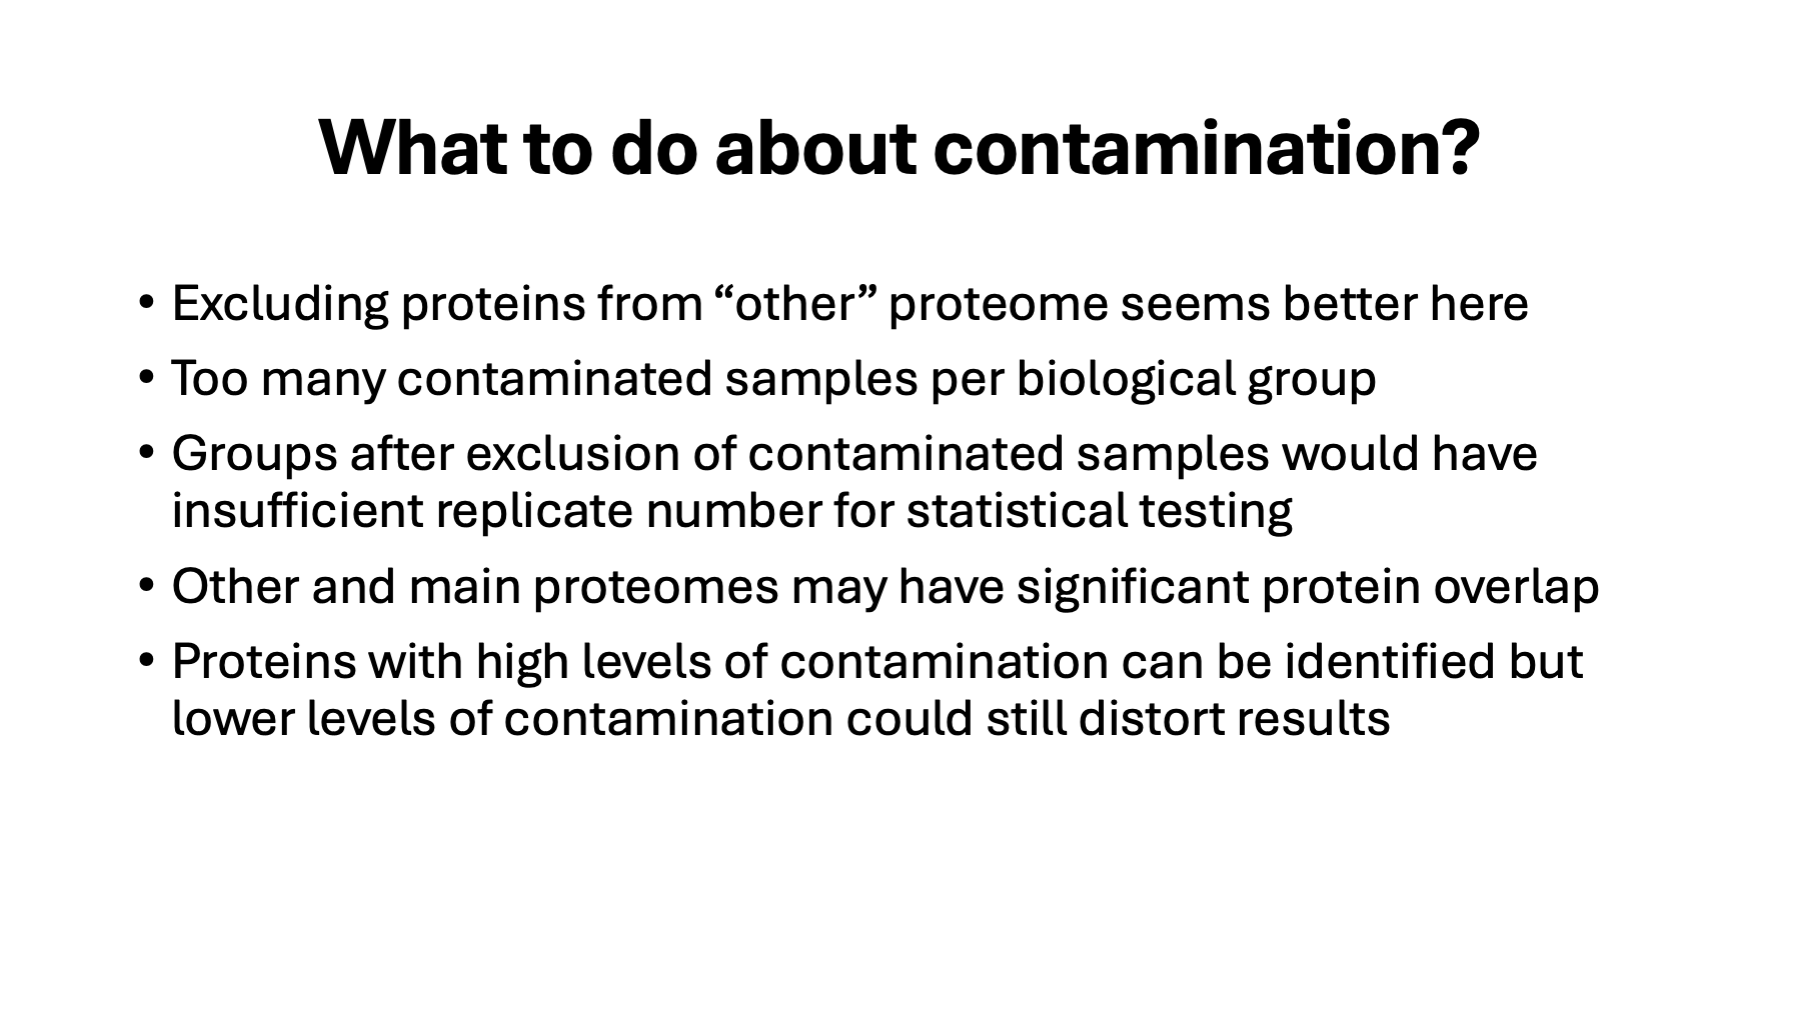 What to do about contamination?
• Excluding proteins from “other” proteome seems better here
• Too many contaminated samples per biological group
• Groups after exclusion of contaminated samples would have
insufficient replicate number for statistical testing
• Other and main proteomes may have significant protein overlap
• Proteins with high levels of contamination can be identified but
lower levels of contamination could still distort results